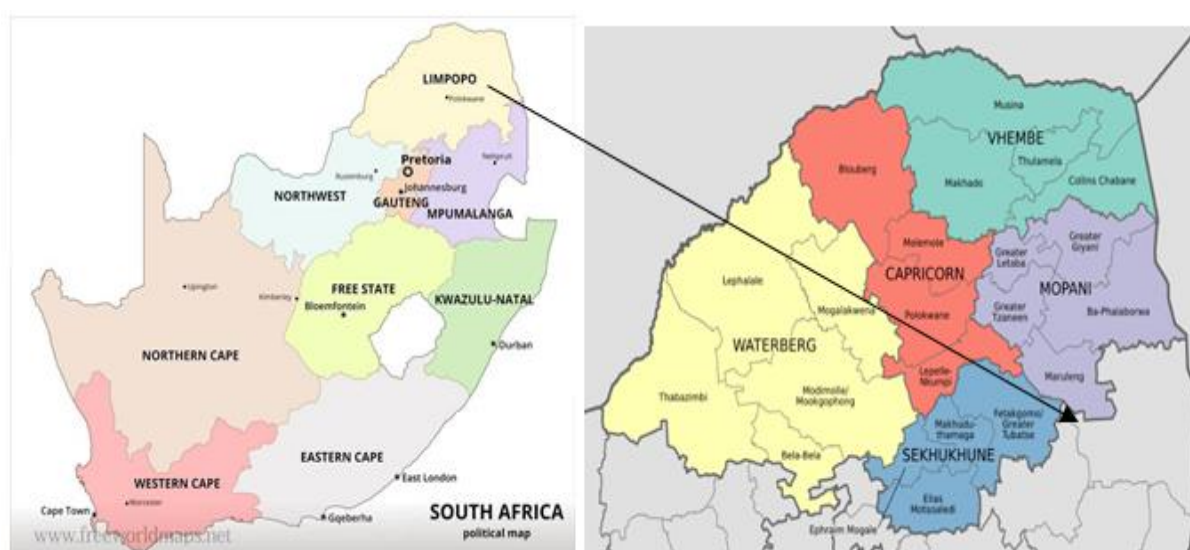 LIMPOPO
Polokwane
Pretoria
Nelspruit
Rustenburg
Johannesburg
NORTHWEST
GAUTENG
MPUMALANGA
Upington
Kimberley
FREE STATE
Bloemfontein
KWAZULU-NATAL
Durban
NORTHERN CAPE
EASTERN CAPE
WESTERN CAPE
East London
Worcester
Cape Town
Gqeberha
SOUTH AFRICA
political map
www.freeworldmaps.net
Musina
VHEMBE
Thulamela
Blouberg
Makhado
Collins Chabane
Molemole
Greater
Letaba
Greater
Giyani
CAPRICORN
Lephalale
MOPANI
Mogalakwena
Polokwane
Greater
Tzaneen
Ba-Phalaborwa
WATERBERG
Lepelle-
Nkumpi
Maruleng
Thabazimbi
Modimolle/
Mookgophong
Makhadu-
thamaga
Fetakgomo/
Greater
Tubatse
Bela-Bela
SEKHUKHUNE
Elias
Motsoaledi
Ephraim Mogale